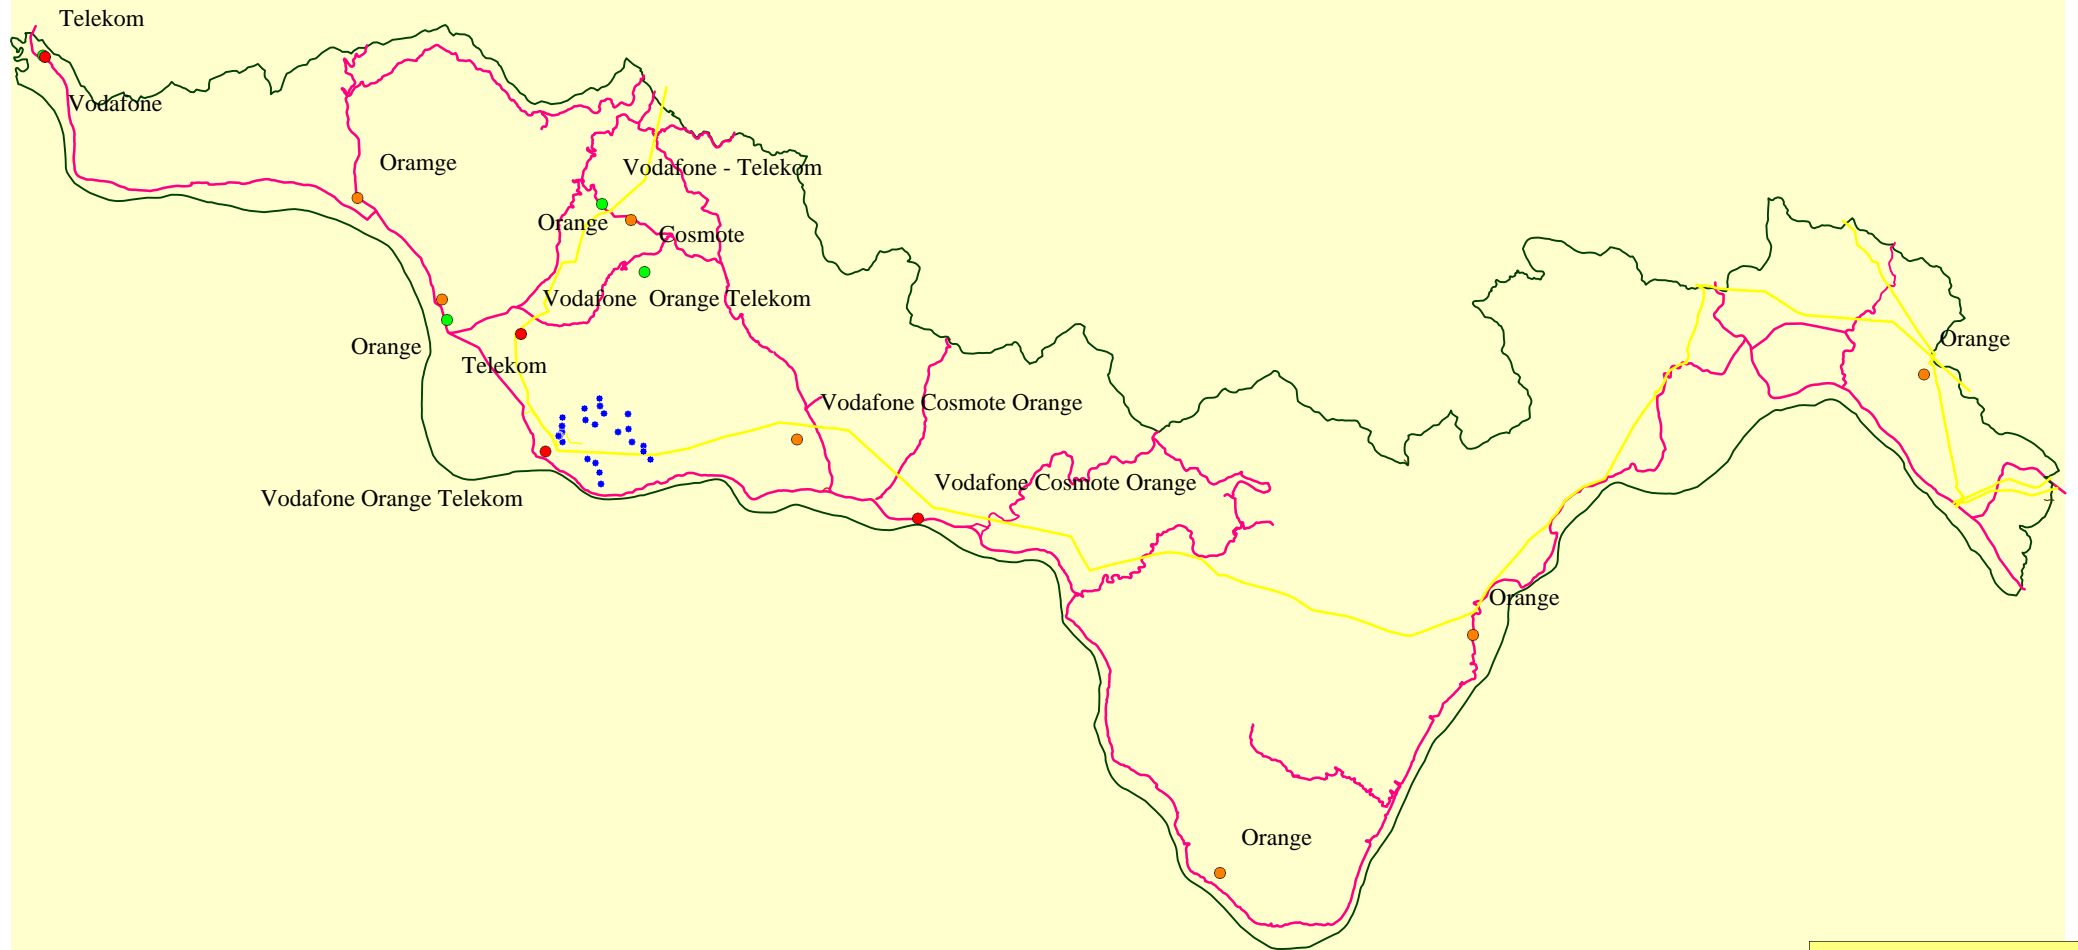 Telekom
Vodafone
Oramge
Vodafone - Telekom
Orange
Cosmote
Vodafone Orange Telekom
Orange
Telekom
Orange
Vodafone Cosmote Orange
Vodafone Cosmote Orange
Vodafone Orange Telekom
Orange
Orange